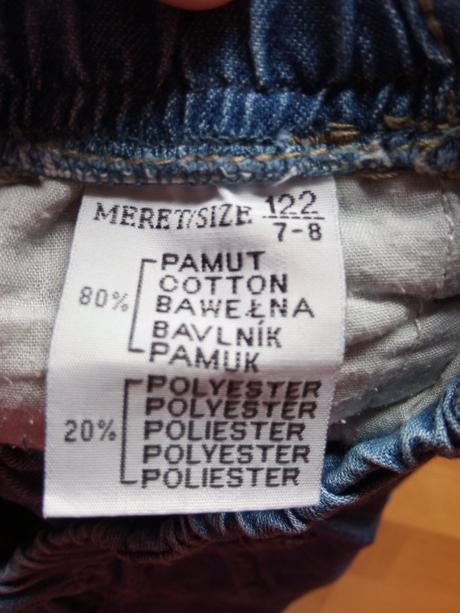 MERET/SIZE 122
7-8
80%
PAMUT
COTTON
BAWEŁNA
BAVLNÍK
PAMUK
20%
POLYESTER
POLYESTER
POLIESTER
POLYESTER
POLIESTER